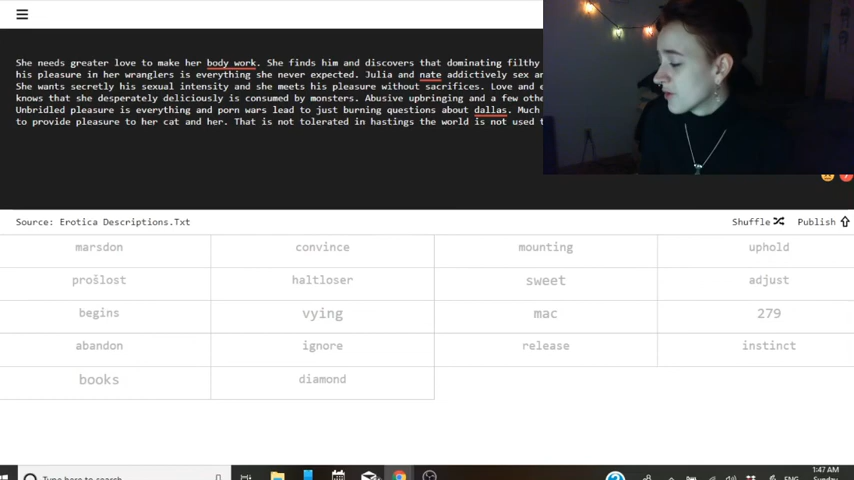 She needs greater love to make her body work. She finds him and discovers that dominating filthy
his pleasure in her wranglers is everything she never expected. Julia and nate addictively sex an
She wants secretly his sexual intensity and she meets his pleasure without sacrifices. Love and e
knows that she desperately deliciously is consumed by monsters. Abusive upbringing and a few othe
Unbridled pleasure is everything and porn wars lead to just burning questions about dallas. Much
to provide pleasure to her cat and her. That is not tolerated in hastings the world is not used t
Source: Erotica Descriptions.Txt
Shuffle Publish
marsdon convince mounting uphold
prošlost haltloser sweet adjust
begins vying mac 279
abandon ignore release instinct
books diamond
Type here to search
ENG
1:47 AM
Sunday